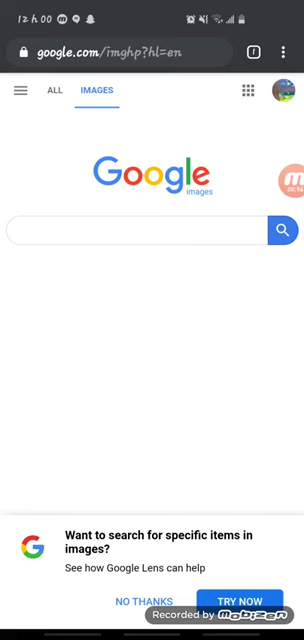 12 h 00
google.com/imghp?hl=en
ALL IMAGES
Google
images
Want to search for specific items in
images?
See how Google Lens can help
NO THANKS TRY NOW
Recorded by MOBIZEN